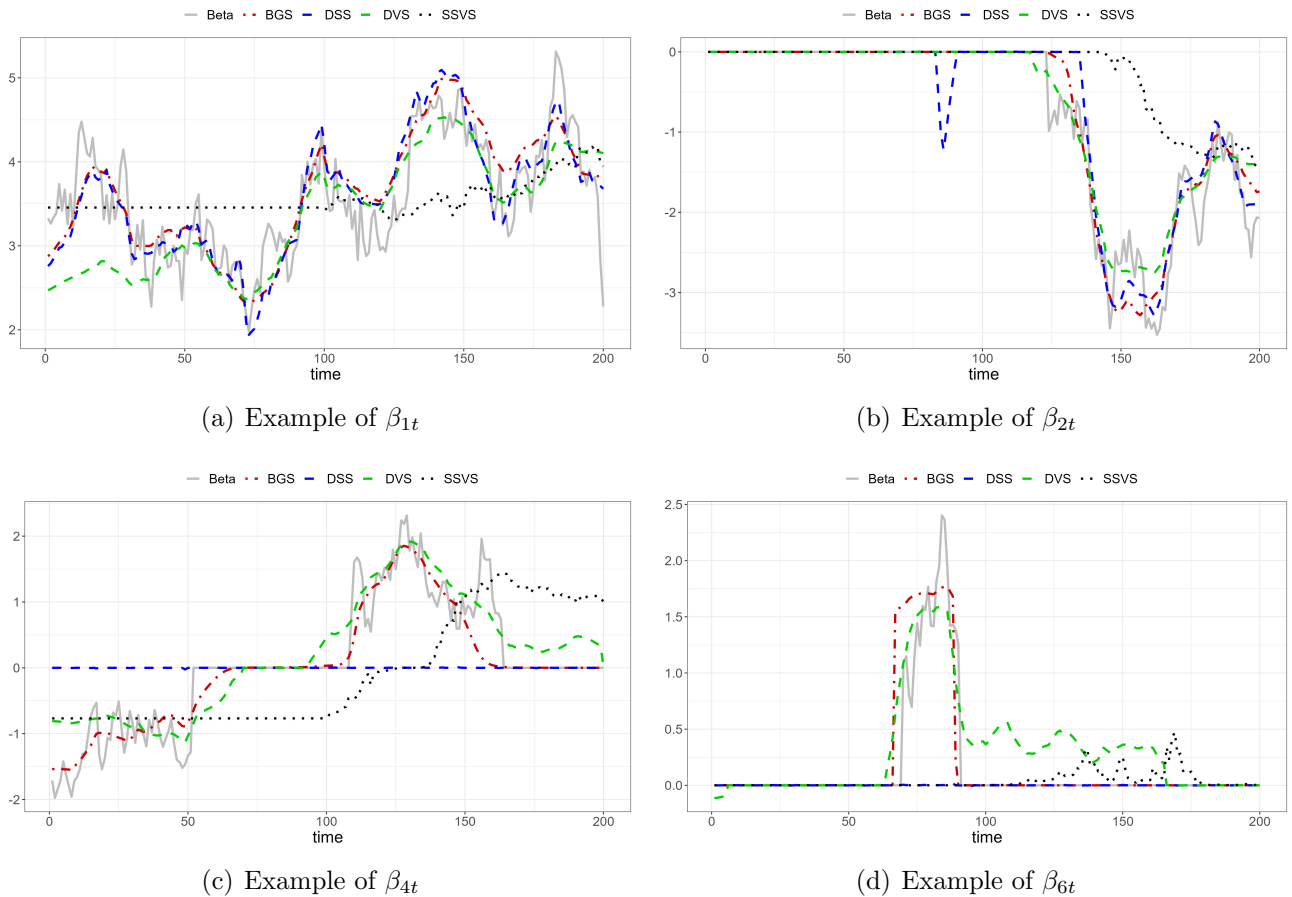 Beta BGS DSS DVS SSVS
5
4
3
2
0 50 100 150 200
time
(a) Example of β1t
Beta BGS DSS DVS SSVS
0
-1
-2
-3
0 50 100 150 200
time
(b) Example of β2t
Beta BGS DSS DVS SSVS
2
1
0
-1
-2
0 50 100 150 200
time
(c) Example of β4t
Beta BGS DSS DVS SSVS
2.5
2.0
1.5
1.0
0.5
0.0
0 50 100 150 200
time
(d) Example of β6t